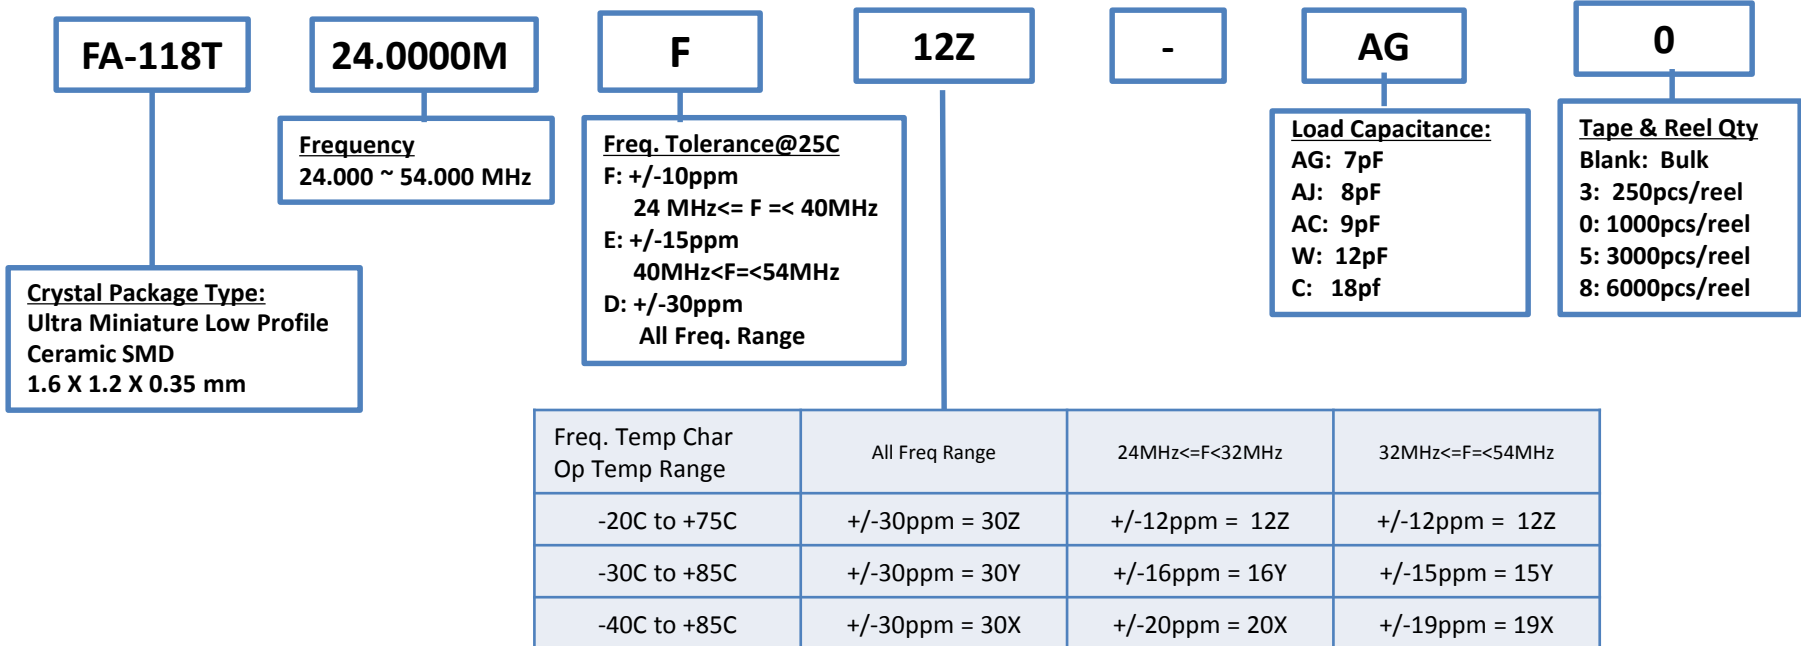 FA-118T
24.0000M
F
12Z
-
AG
0
Frequency
24.000 ~ 54.000 MHz
Freq. Tolerance@25C
F: +/-10ppm
24 MHz<= F =< 40MHz
E: +/-15ppm
40MHz<F=<54MHz
D: +/-30ppm
All Freq. Range
Load Capacitance:
AG: 7pF
AJ: 8pF
AC: 9pF
W: 12pF
C: 18pf
Tape & Reel Qty
Blank: Bulk
3: 250pcs/reel
0: 1000pcs/reel
5: 3000pcs/reel
8: 6000pcs/reel
Crystal Package Type:
Ultra Miniature Low Profile
Ceramic SMD
1.6 X 1.2 X 0.35 mm
Freq. Temp Char
Op Temp Range
All Freq Range
24MHz<=F<32MHz
32MHz<=F=<54MHz
-20C to +75C
+/-30ppm = 30Z
+/-12ppm = 12Z
+/-12ppm = 12Z
-30C to +85C
+/-30ppm = 30Y
+/-16ppm = 16Y
+/-15ppm = 15Y
-40C to +85C
+/-30ppm = 30X
+/-20ppm = 20X
+/-19ppm = 19X